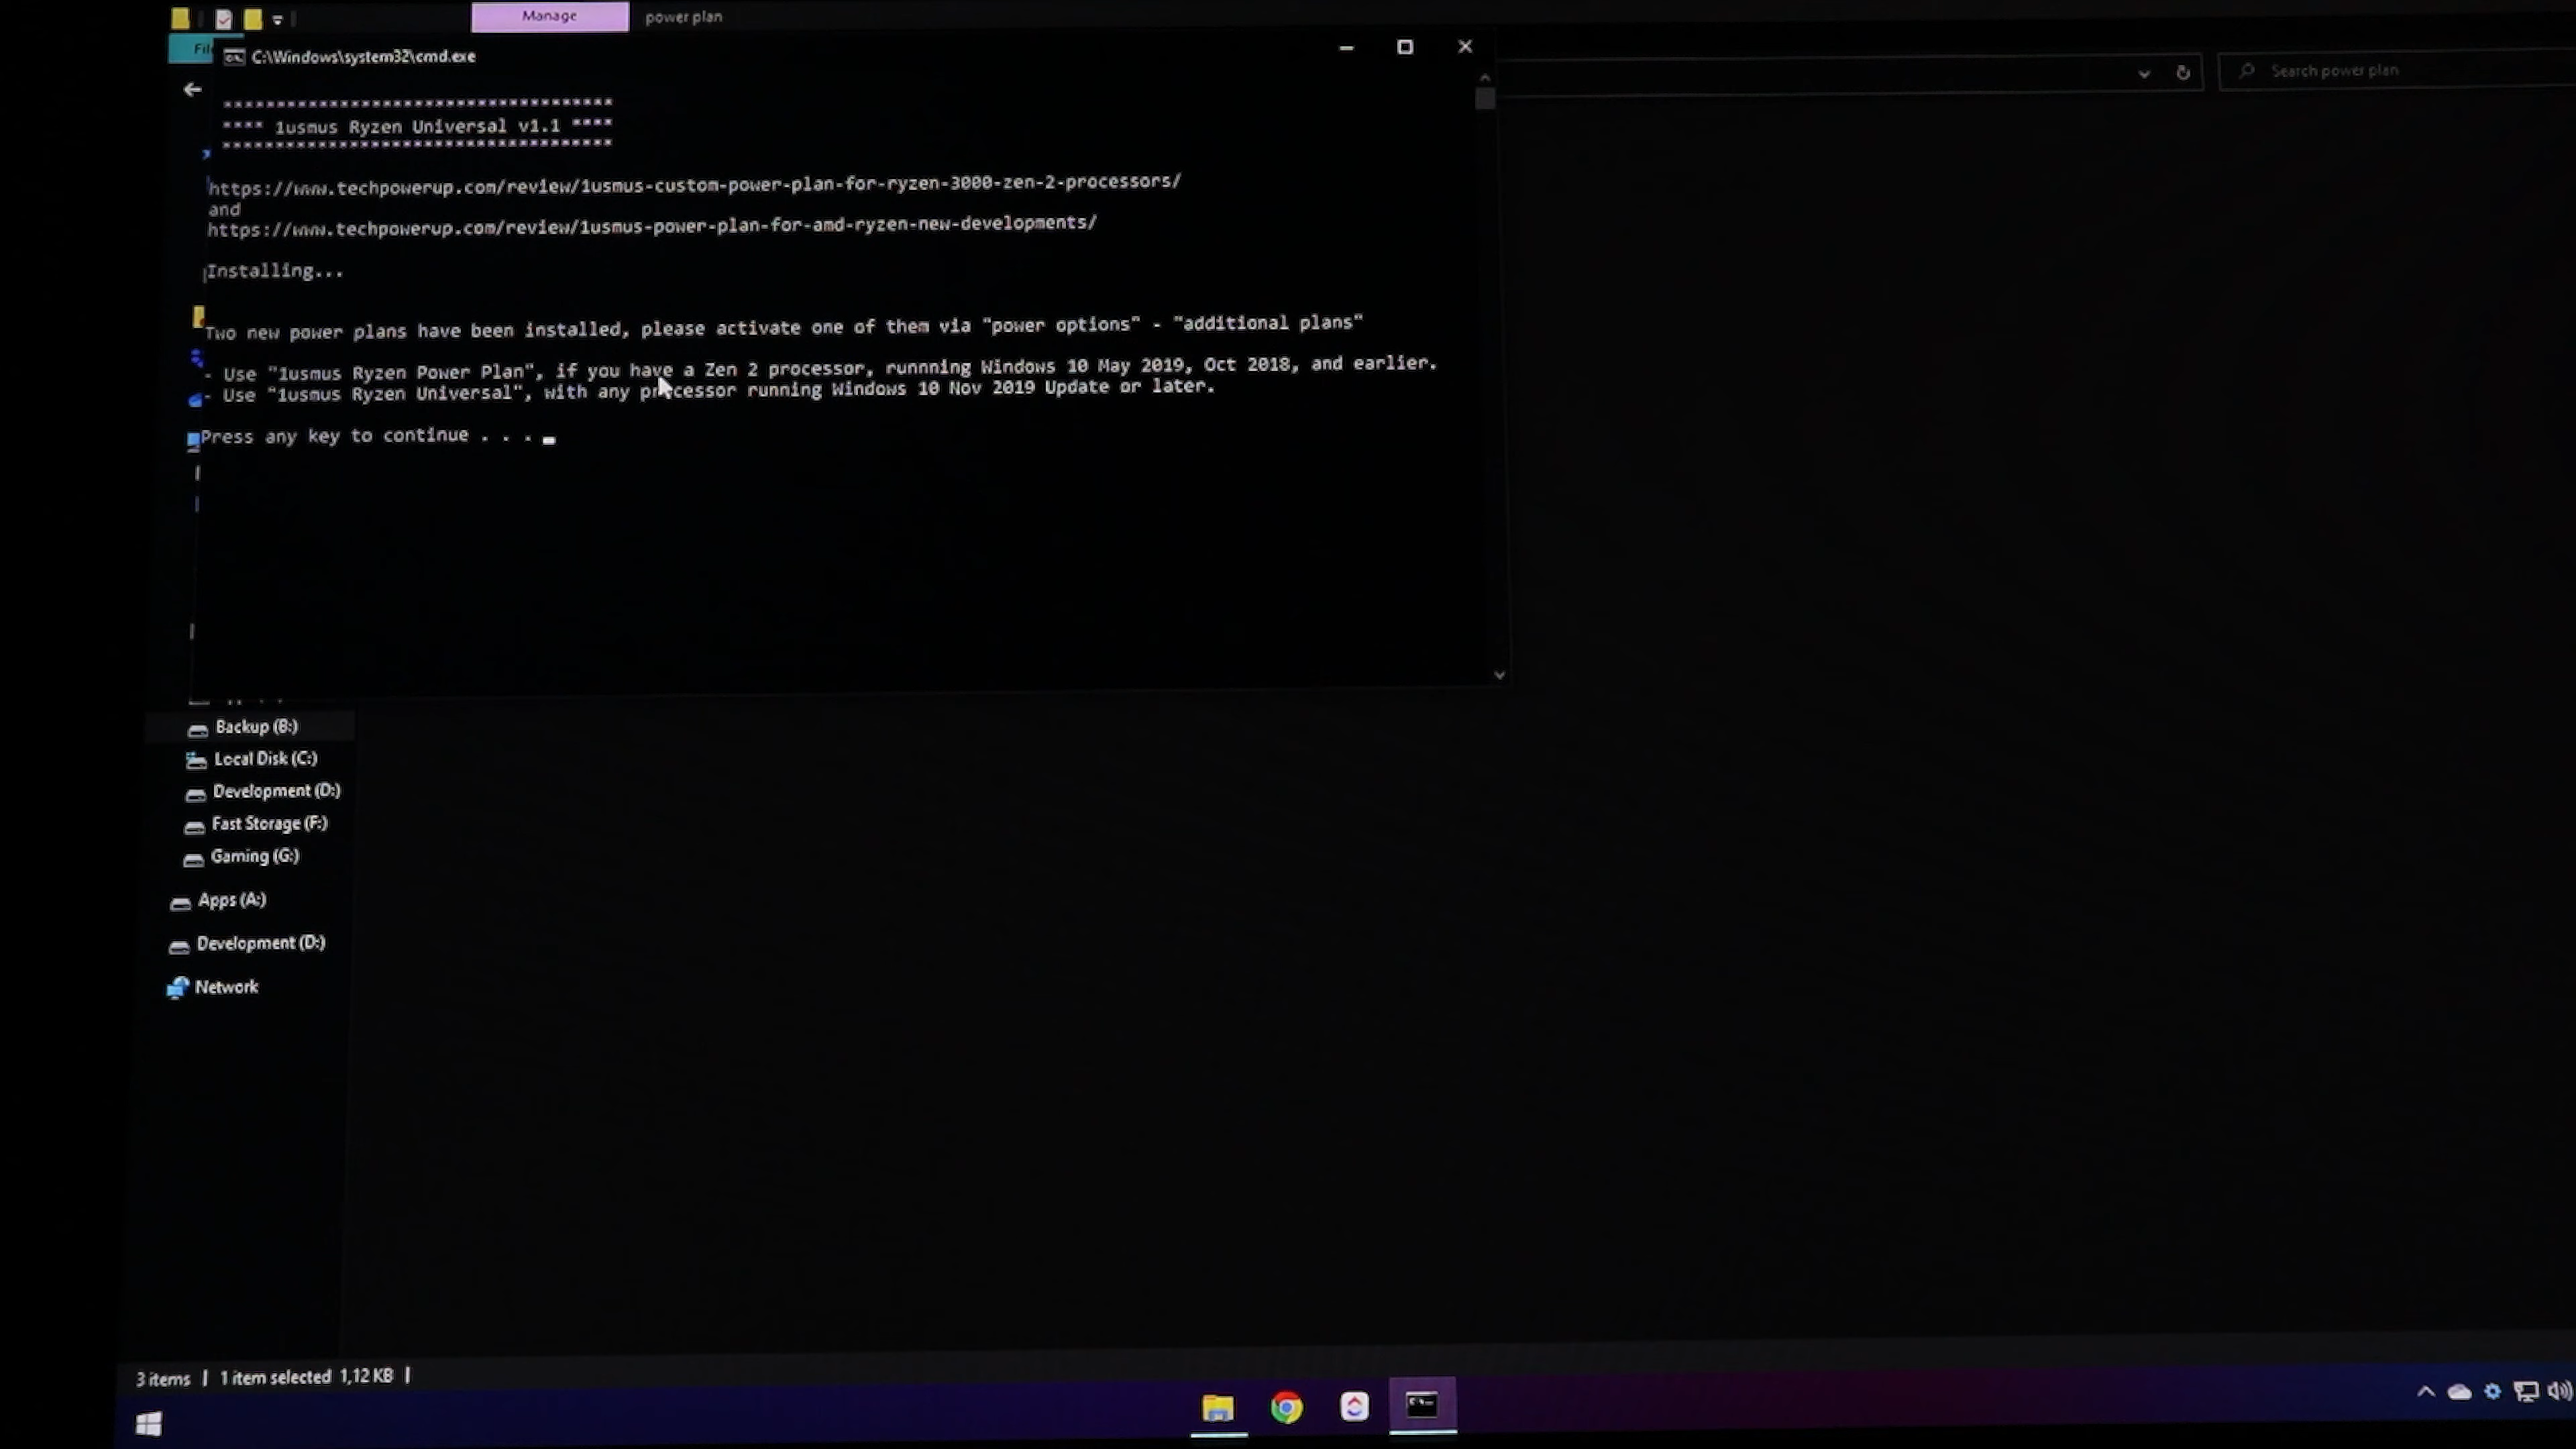 Manage
power plan
C:\Windows\system32\cmd.exe
Search power plan
***********************************
**** 1usmus Ryzen Universal v1.1 ****
***********************************
https://www.techpowerup.com/review/1usmus-custom-power-plan-for-ryzen-3000-zen-2-processors/
and
https://www.techpowerup.com/review/1usmus-power-plan-for-amd-ryzen-new-developments/
Installing...
Two new power plans have been installed, please activate one of them via "power options" - "additional plans"
- Use "1usmus Ryzen Power Plan", if you have a Zen 2 processor, runnning Windows 10 May 2019, Oct 2018, and earlier.
- Use "1usmus Ryzen Universal", with any processor running Windows 10 Nov 2019 Update or later.
Press any key to continue . . .
Backup (B:)
Local Disk (C:)
Development (D:)
Fast Storage (F:)
Gaming (G:)
Apps (A:)
Development (D:)
Network
3 items | 1 item selected 1,12 KB |